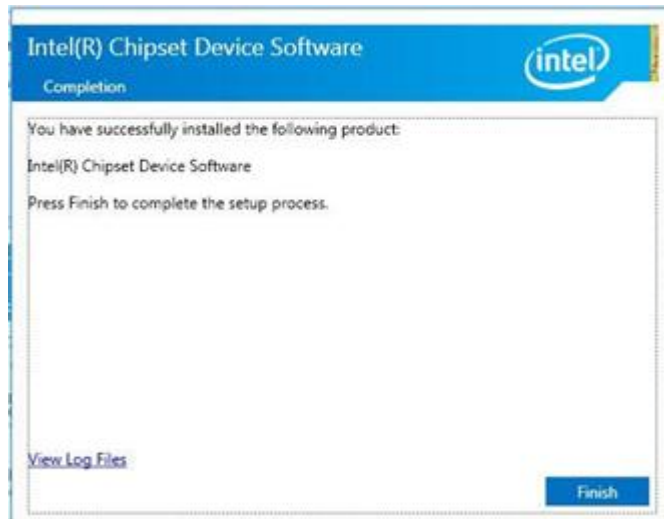 Intel(R) Chipset Device Software
intel
Completion
You have successfully installed the following product:
Intel(R) Chipset Device Software
Press Finish to complete the setup process.
View Log Files
Finish